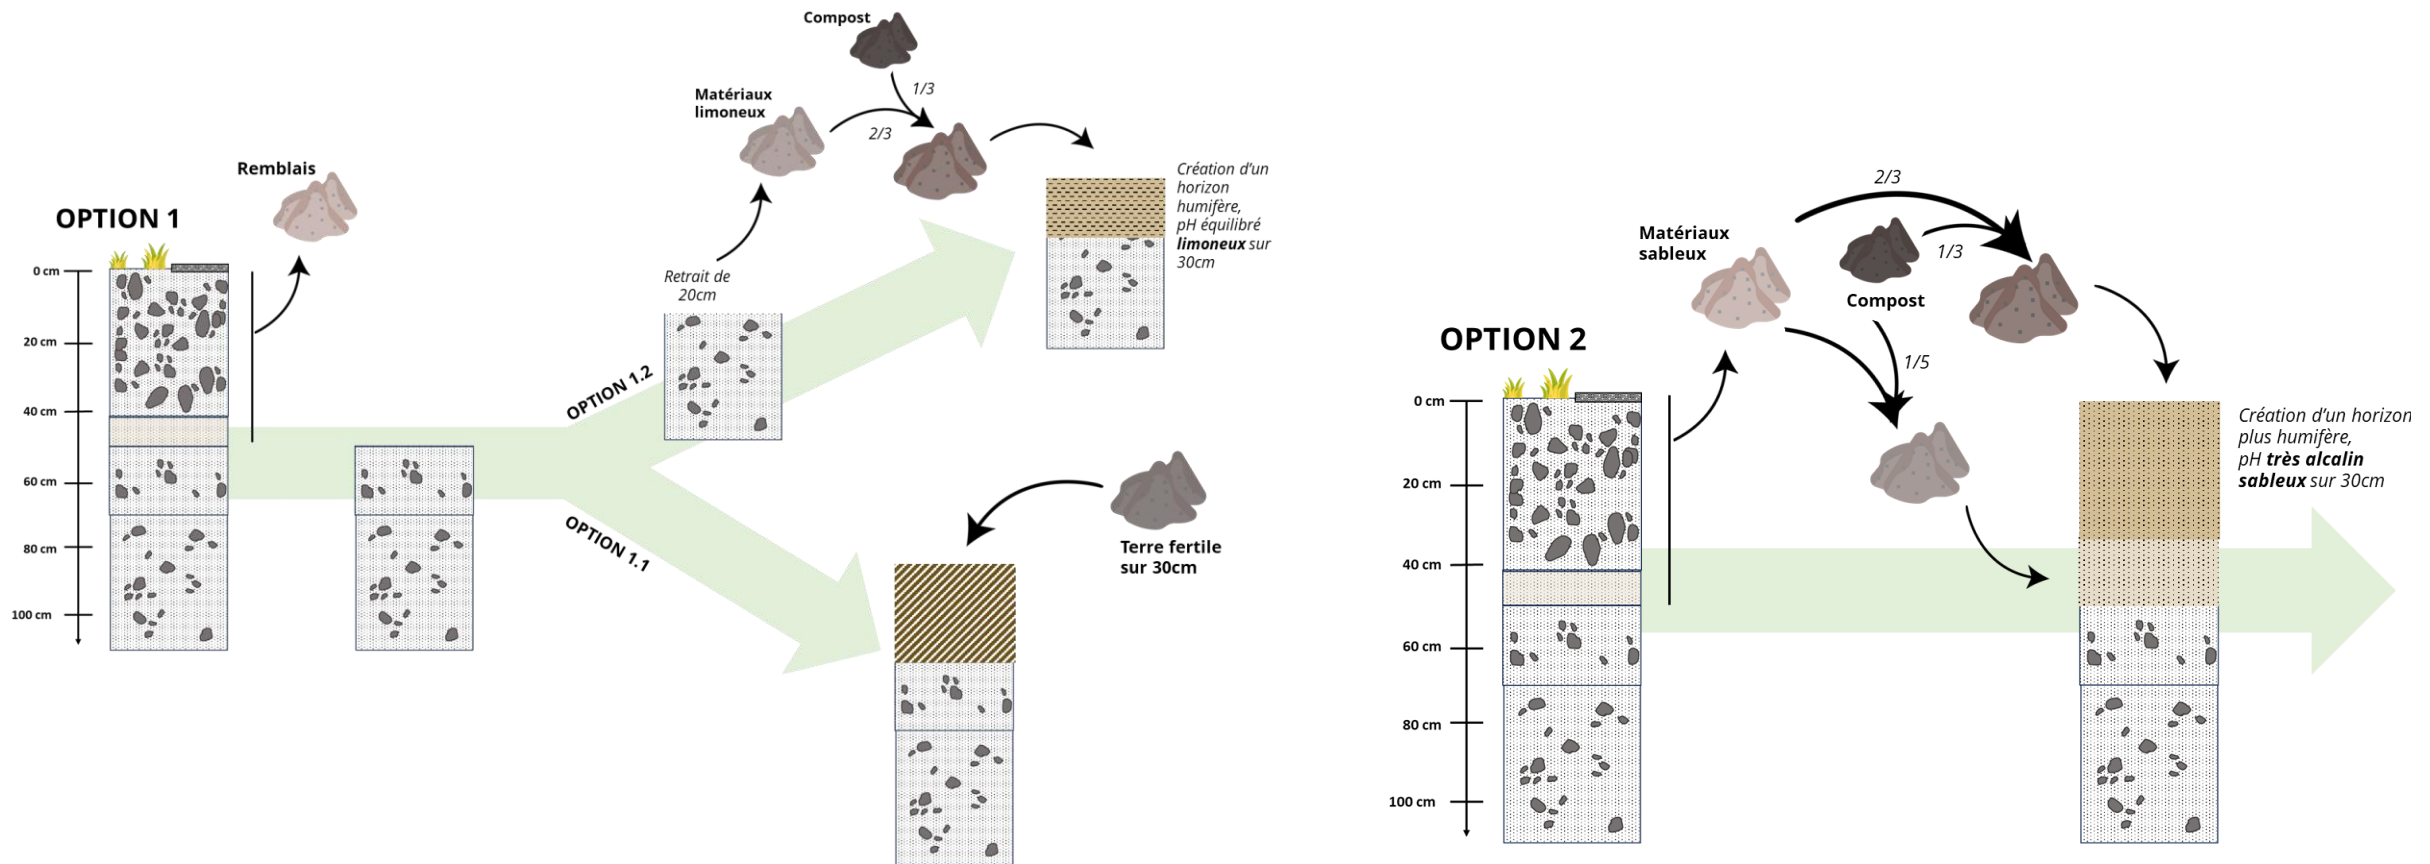 OPTION 1
Remblais
0 cm
20 cm
40 cm
60 cm
80 cm
100 cm
Compost
1/3
Matériaux
limoneux
2/3
Retrait de
20cm
OPTION 1.2
Création d’un
horizon
humifère,
pH équilibré
limoneux sur
30cm
OPTION 1.1
Terre fertile
sur 30cm
OPTION 2
0 cm
20 cm
40 cm
60 cm
80 cm
100 cm
Matériaux
sableux
2/3
1/3
Compost
1/5
Création d’un horizon
plus humifère,
pH très alcalin
sableux sur 30cm